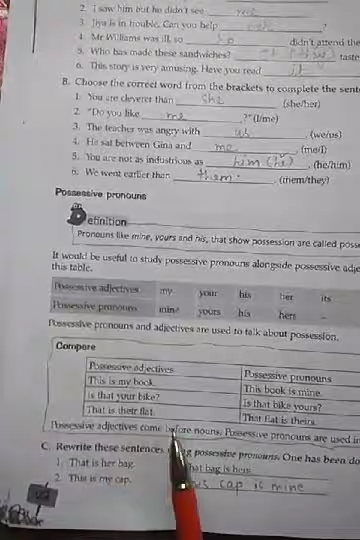 2. I saw him but he didn't see me
3. Jiya is in trouble. Can you help ?
4. Mr Williams was ill, so didn't attend the
5. Who has made these sandwiches? taste
6. This story is very amusing. Have you read it
B. Choose the correct word from the brackets to complete the sent
1. You are cleverer than she (she/her)
2. "Do you like me ?" (I/me)
3. The teacher was angry with us (we/us)
4. He sat between Gina and me (me/I)
5. You are not as industrious as him (he) (he/him)
6. We went earlier than them. (them/they)
Possessive pronouns
Definition
Pronouns like mine, yours and his, that show possession are called posse
It would be useful to study possessive pronouns alongside possessive adje
this table.
Possessive adjectives my your his her its
Possessive pronouns mine yours his hers –
Possessive pronouns and adjectives are used to talk about possession.
Compare
Possessive adjectives Possessive pronouns
This is my book. This book is mine.
Is that your bike? Is that bike yours?
That is their flat. That flat is theirs.
Possessive adjectives come before nouns. Possessive pronouns are used in
C. Rewrite these sentences using possessive pronouns. One has been do
1. That is her bag. That bag is hers.
2. This is my cap. cap is mine